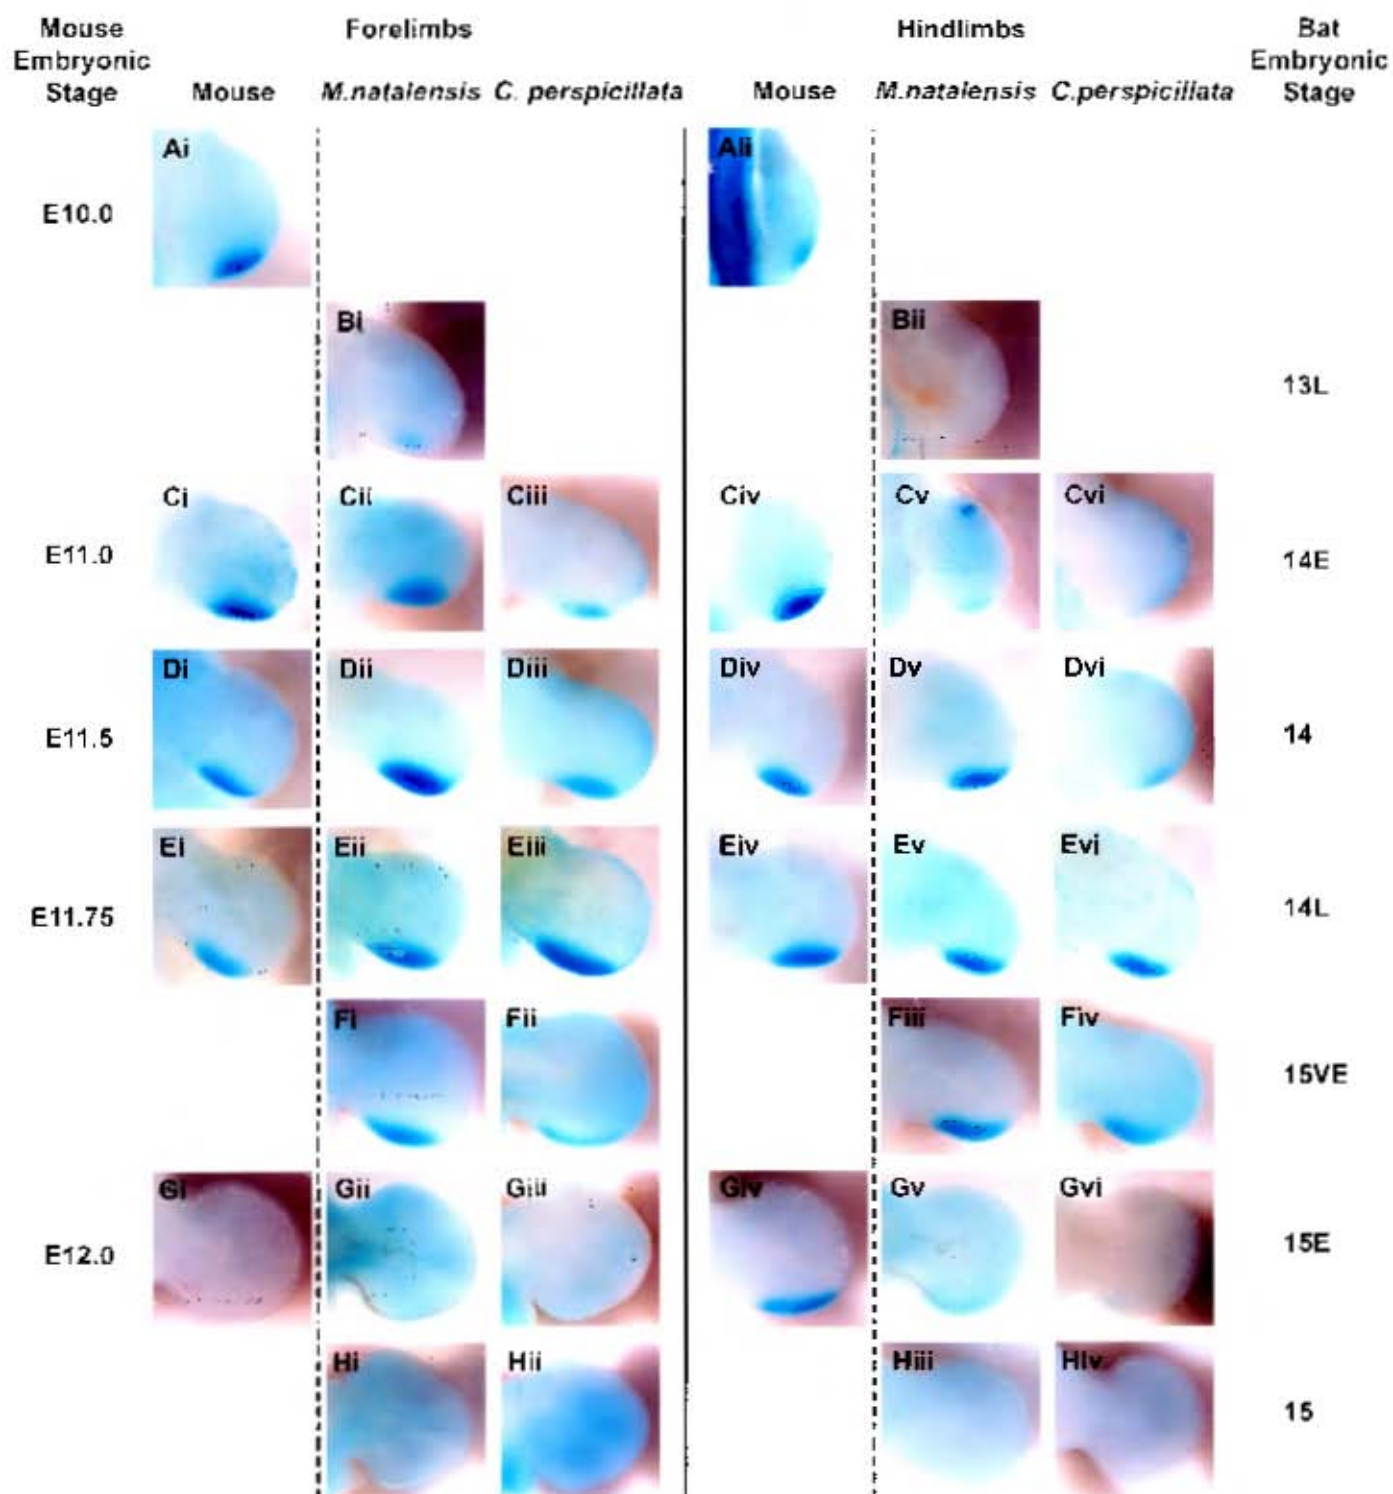 Mouse Embryonic Stage
Forelimbs
Hindlimbs
Bat Embryonic Stage
Mouse
M.natalensis
C. perspicillata
Mouse
M.natalensis
C.perspicillata
E10.0
Ai
Aii
Bi
Bii
13L
E11.0
Ci
Cii
Ciii
Civ
Cv
Cvi
14E
E11.5
Di
Dii
Diii
Div
Dv
Dvi
14
E11.75
Ei
Eii
Eiii
Eiv
Ev
Evi
14L
Fi
Fii
Fiii
Fiv
15VE
E12.0
Gi
Gii
Giii
Giv
Gv
Gvi
15E
Hi
Hii
Hiii
Hiv
15